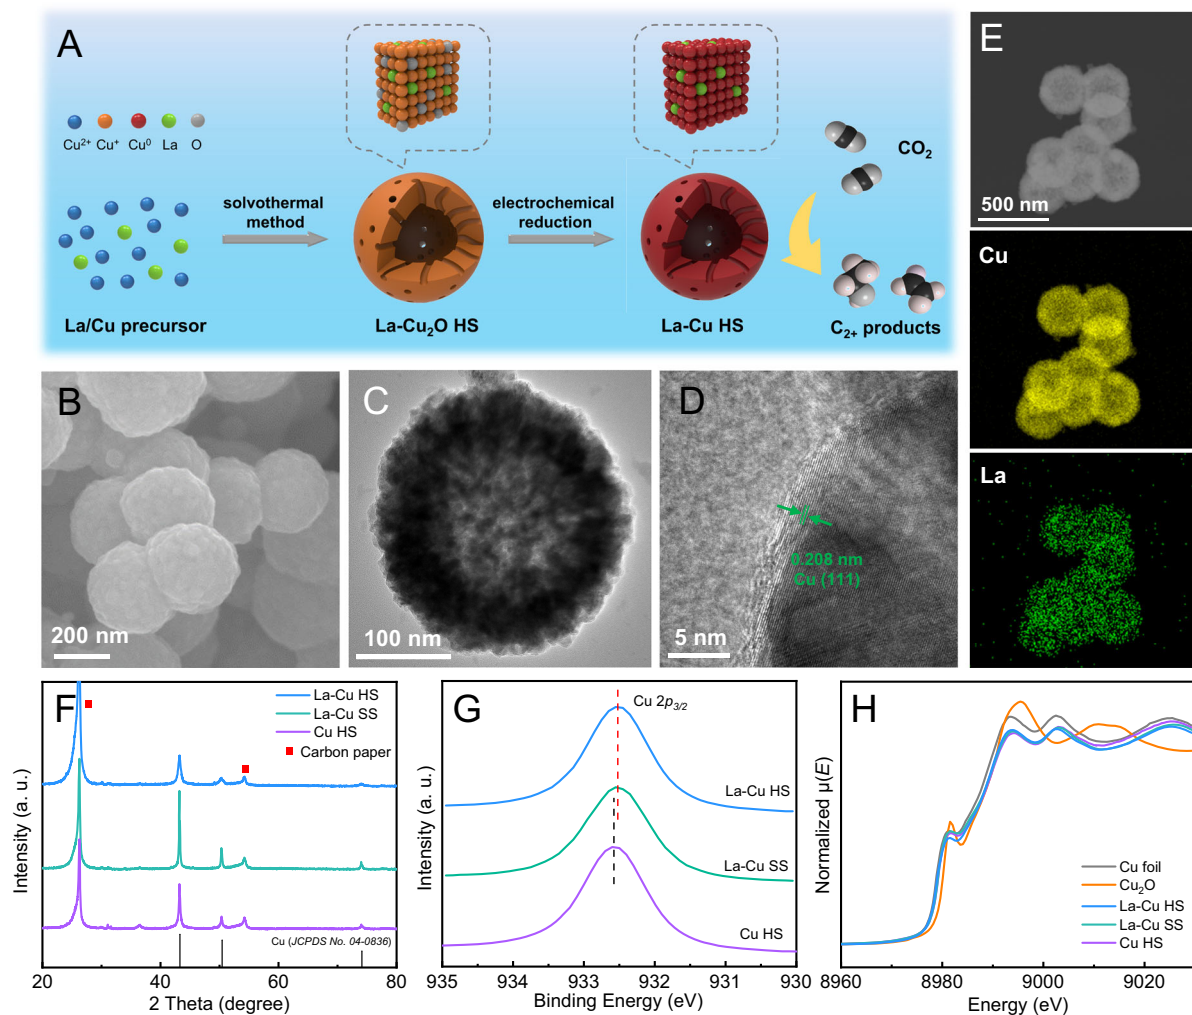 A
Cu²⁺ Cu⁺ Cu⁰ La O
solvothermal
method
electrochemical
reduction
CO₂
La/Cu precursor
La-Cu₂O HS
La-Cu HS
C₂₊ products
E
500 nm
Cu
La
B
200 nm
C
100 nm
D
0.208 nm
Cu (111)
5 nm
F
La-Cu HS
La-Cu SS
Cu HS
Carbon paper
Cu (JCPDS No. 04-0836)
Intensity (a. u.)
20 40 60 80
2 Theta (degree)
G
Cu 2p3/2
La-Cu HS
La-Cu SS
Cu HS
Intensity (a. u.)
935 934 933 932 931 930
Binding Energy (eV)
H
Cu foil
Cu₂O
La-Cu HS
La-Cu SS
Cu HS
Normalized μ(E)
8960 8980 9000 9020
Energy (eV)